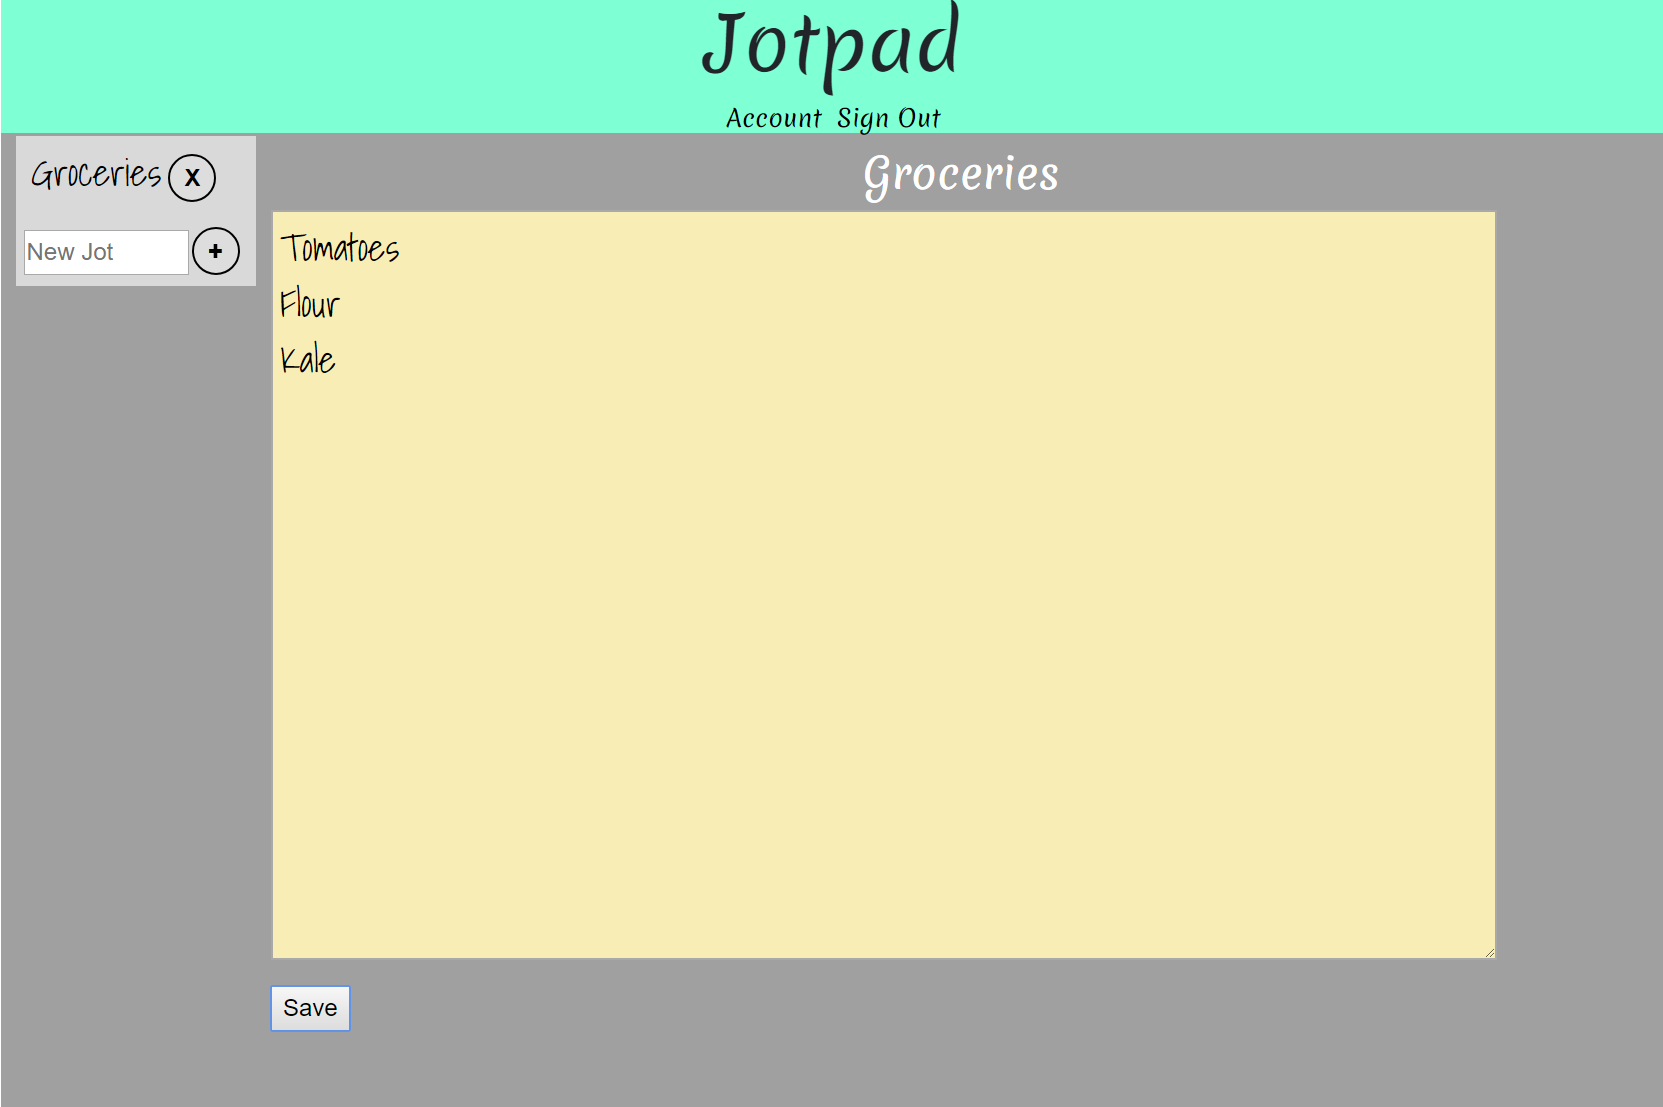 Jotpad
Account Sign Out
Groceries X
New Jot +
Groceries
Tomatoes
Flour
Kale
Save